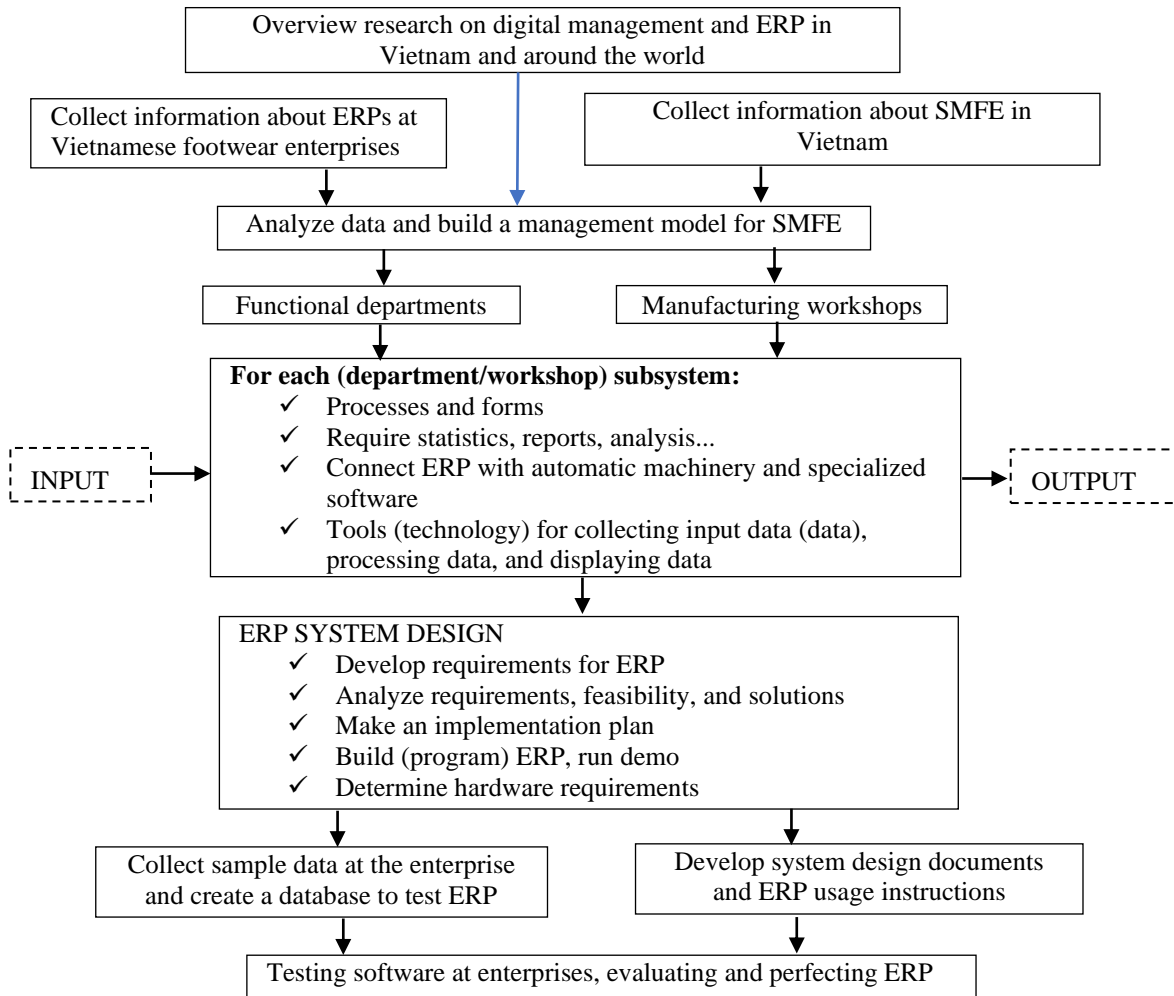 Overview research on digital management and ERP in
Vietnam and around the world
Collect information about ERPs at
Vietnamese footwear enterprises
Collect information about SMFE in
Vietnam
Analyze data and build a management model for SMFE
Functional departments
Manufacturing workshops
For each (department/workshop) subsystem:
✓ Processes and forms
✓ Require statistics, reports, analysis...
✓ Connect ERP with automatic machinery and specialized
software
✓ Tools (technology) for collecting input data (data),
processing data, and displaying data
INPUT
OUTPUT
ERP SYSTEM DESIGN
✓ Develop requirements for ERP
✓ Analyze requirements, feasibility, and solutions
✓ Make an implementation plan
✓ Build (program) ERP, run demo
✓ Determine hardware requirements
Collect sample data at the enterprise
and create a database to test ERP
Develop system design documents
and ERP usage instructions
Testing software at enterprises, evaluating and perfecting ERP